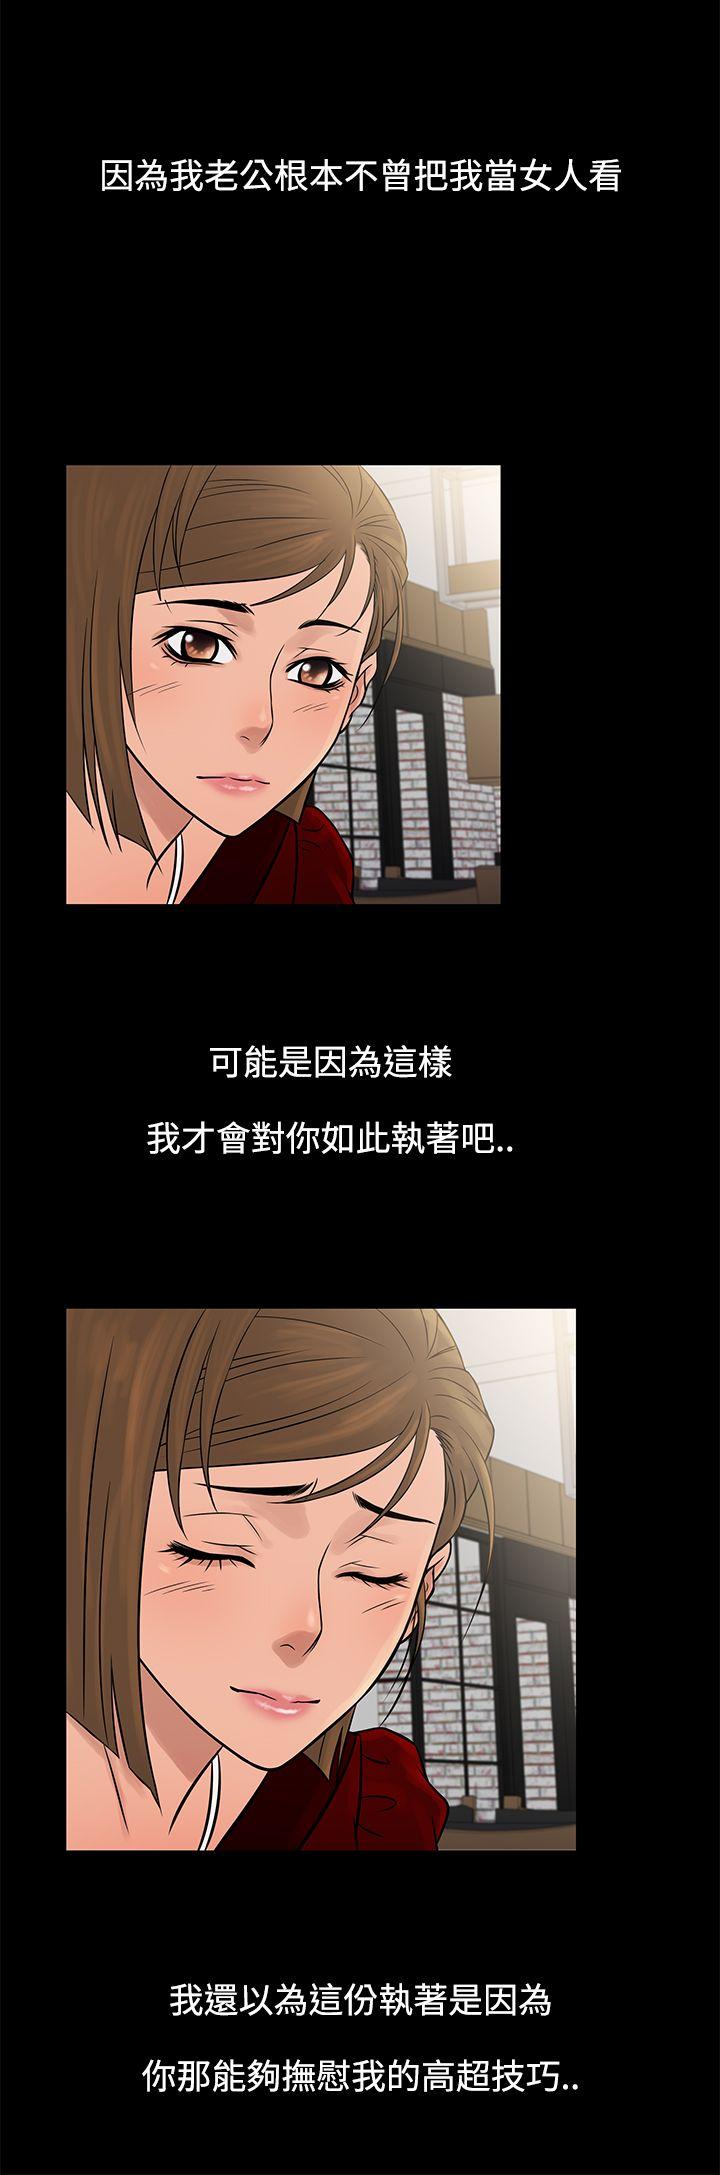 因為我老公根本不曾把我當女人看
可能是因為這樣
我才會對你如此執著吧..
我還以為這份執著是因為
你那能夠撫慰我的高超技巧..